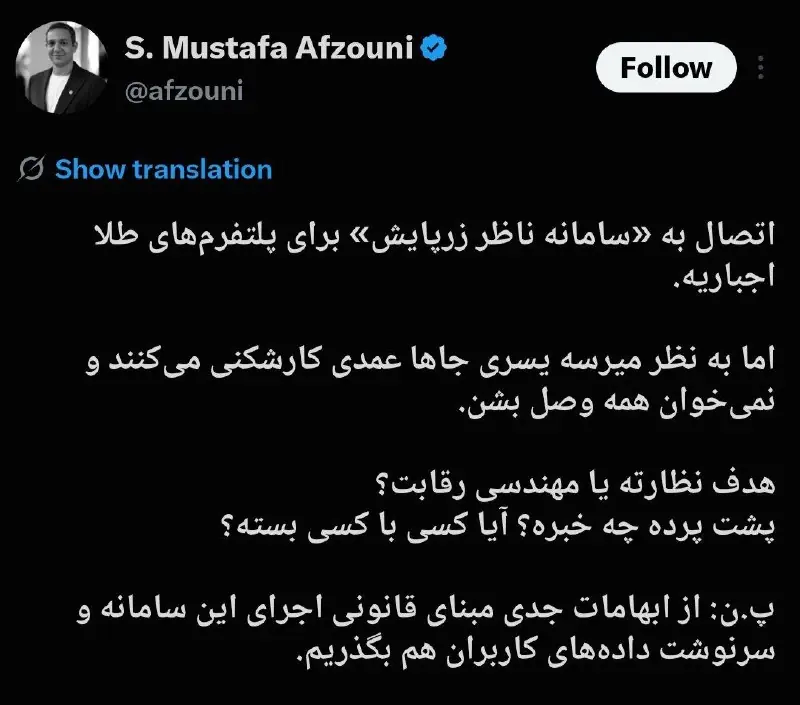 S. Mustafa Afzouni
@afzouni
Follow
Show translation
اتصال به «سامانه ناظر زرپایش» برای پلتفرم‌های طلا
اجباریه.
اما به نظر میرسه یسری جاها عمدی کارشکنی می‌کنند و
نمی‌خوان همه وصل بشن.
هدف نظارته یا مهندسی رقابت؟
پشت پرده چه خبره؟ آیا کسی با کسی بسته؟
پ.ن: از ابهامات جدی مبنای قانونی اجرای این سامانه و
سرنوشت داده‌های کاربران هم بگذریم.